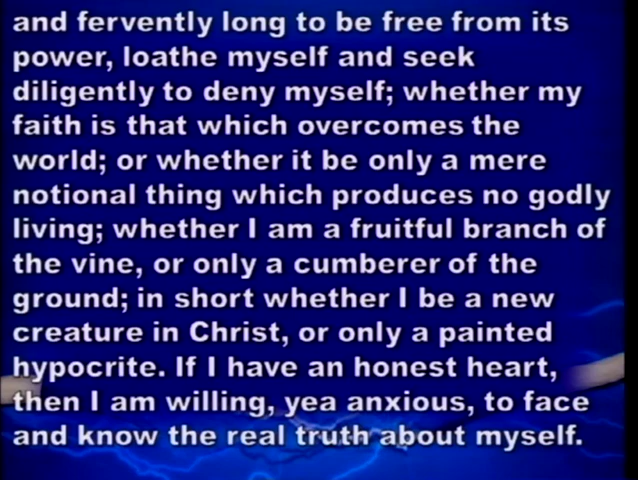 and fervently long to be free from its
power, loathe myself and seek
diligently to deny myself; whether my
faith is that which overcomes the
world; or whether it be only a mere
notional thing which produces no godly
living; whether I am a fruitful branch of
the vine, or only a cumberer of the
ground; in short whether I be a new
creature in Christ, or only a painted
hypocrite. If I have an honest heart,
then I am willing, yea anxious, to face
and know the real truth about myself.